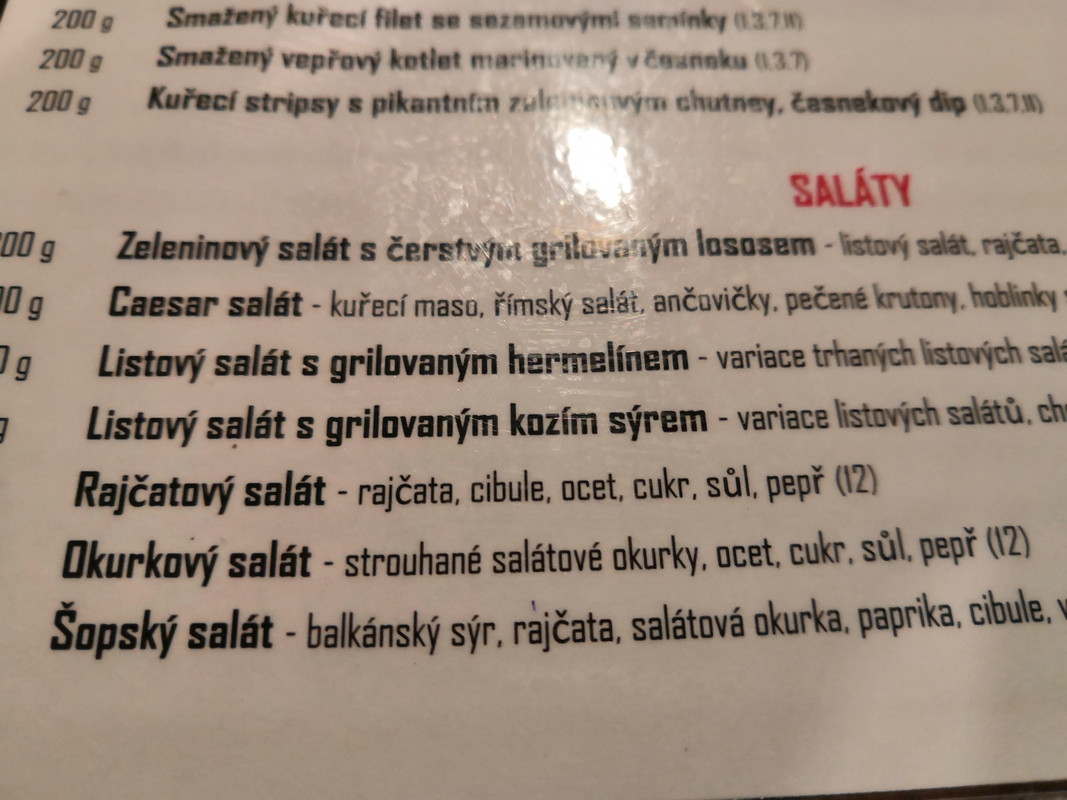 200 g Smažený kuřecí filet se sezamovými semínky (1.3.7.11)
200 g Smažený vepřový kotlet marinovaný v česneku (1.3.7)
200 g Kuřecí stripsy s pikantním chutney, časnekový dip (1.3.7.11)
SALÁTY
00 g Zeleninový salát s čerstvým grilovaným lososem - listový salát, rajčata,
0 g Caesar salát - kuřecí maso, římský salát, ančovičky, pečené krutony, hoblinky
g Listový salát s grilovaným hermelínem - variace trhaných listových salá
g Listový salát s grilovaným kozím sýrem - variace listových salátů, ch
Rajčatový salát - rajčata, cibule, ocet, cukr, sůl, pepř (12)
Okurkový salát - strouhané salátové okurky, ocet, cukr, sůl, pepř (12)
Šopský salát - balkánský sýr, rajčata, salátová okurka, paprika, cibule, v